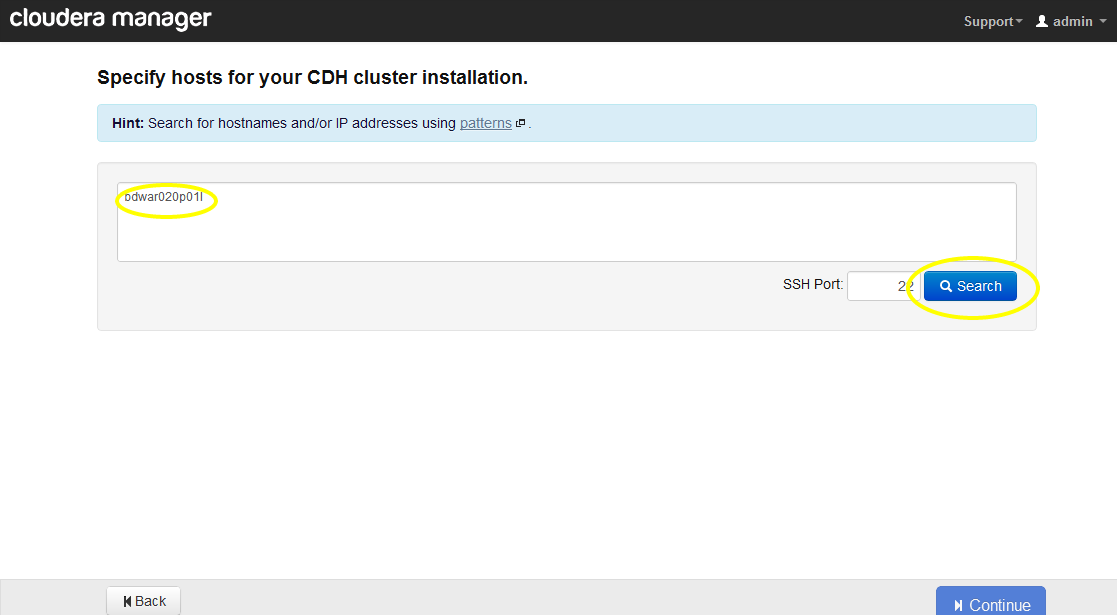 cloudera manager
Support admin
Specify hosts for your CDH cluster installation.
Hint: Search for hostnames and/or IP addresses using patterns .
SSH Port: 22 Search
Back
Continue